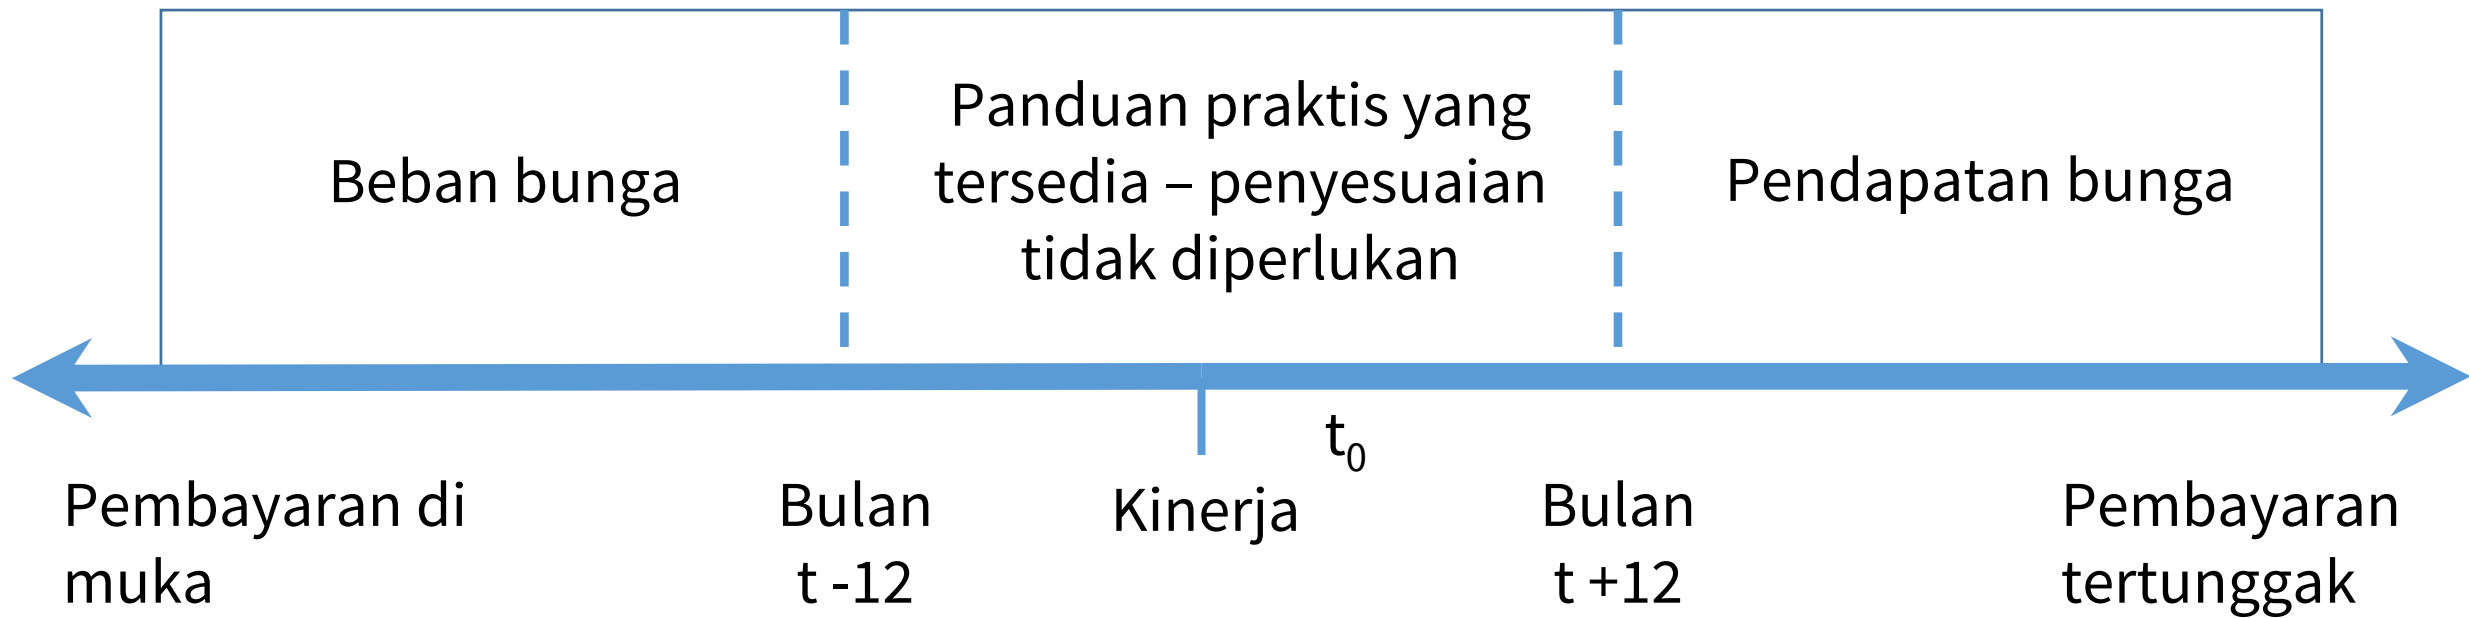 Beban bunga
Panduan praktis yang
tersedia – penyesuaian
tidak diperlukan
Pendapatan bunga
t0
Pembayaran di
muka
Bulan
t -12
Kinerja
Bulan
t +12
Pembayaran
tertunggak